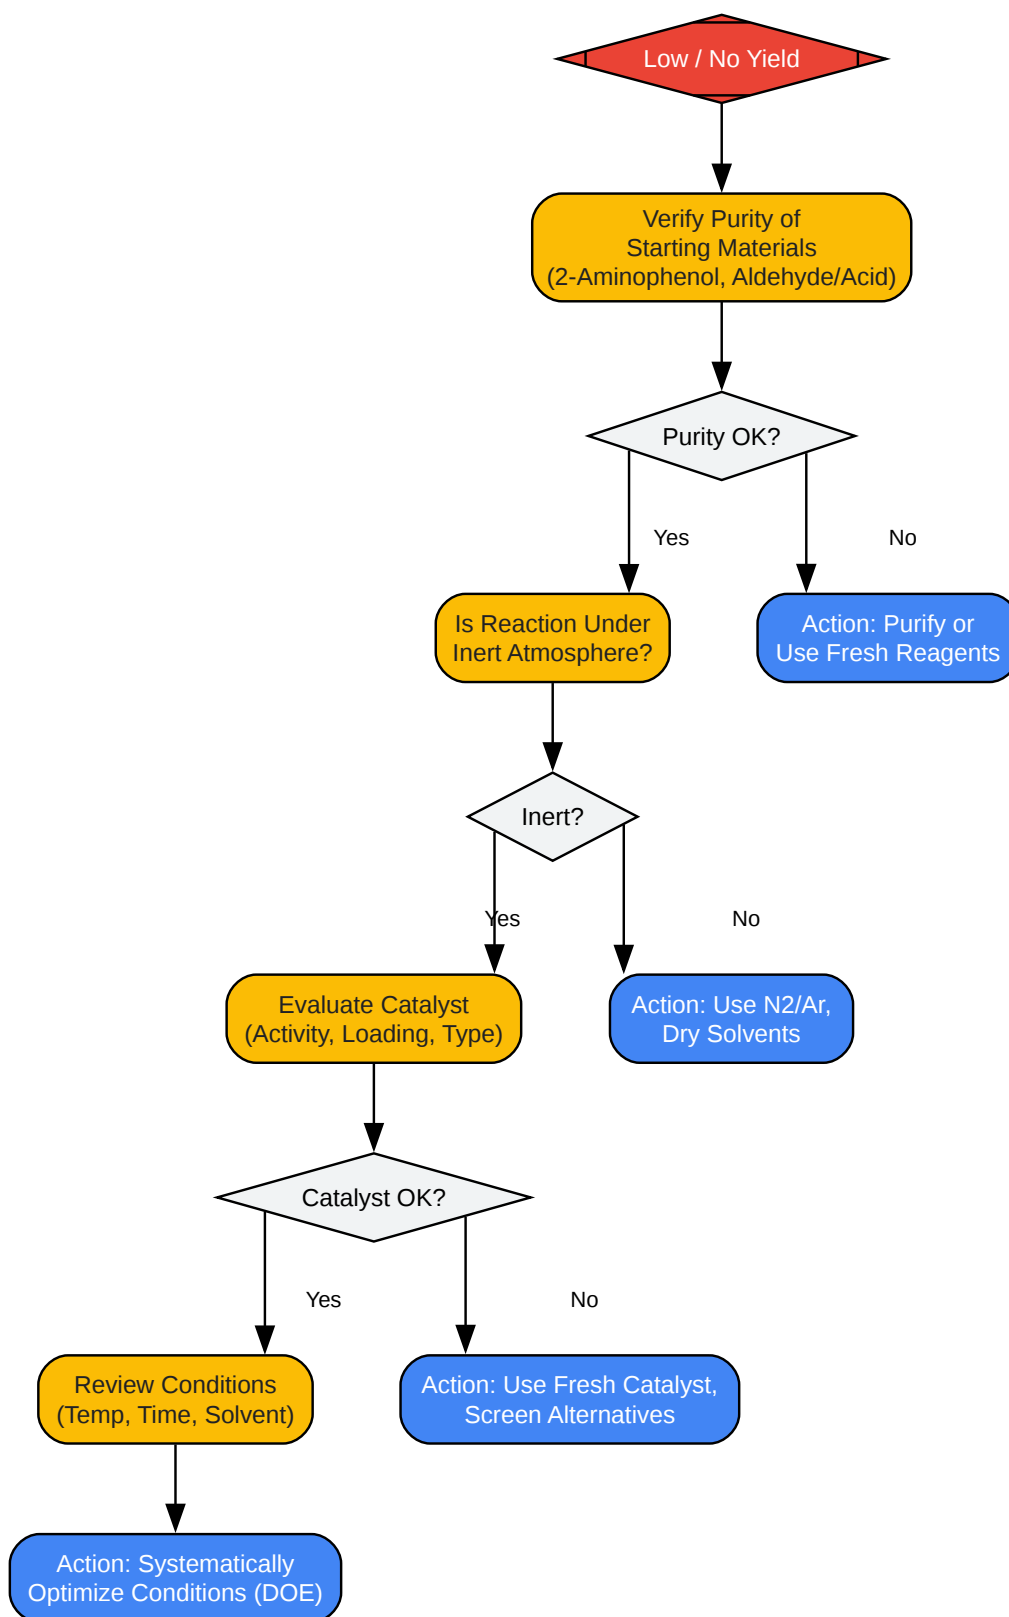 Low / No Yield
Verify Purity of
Starting Materials
(2-Aminophenol, Aldehyde/Acid)
Purity OK?
Yes
No
Is Reaction Under
Inert Atmosphere?
Action: Purify or
Use Fresh Reagents
Inert?
Yes
No
Evaluate Catalyst
(Activity, Loading, Type)
Action: Use N2/Ar,
Dry Solvents
Catalyst OK?
Yes
No
Review Conditions
(Temp, Time, Solvent)
Action: Use Fresh Catalyst,
Screen Alternatives
Action: Systematically
Optimize Conditions (DOE)